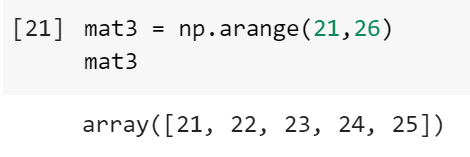 [21] mat3 = np.arange(21,26)
mat3
array([21, 22, 23, 24, 25])